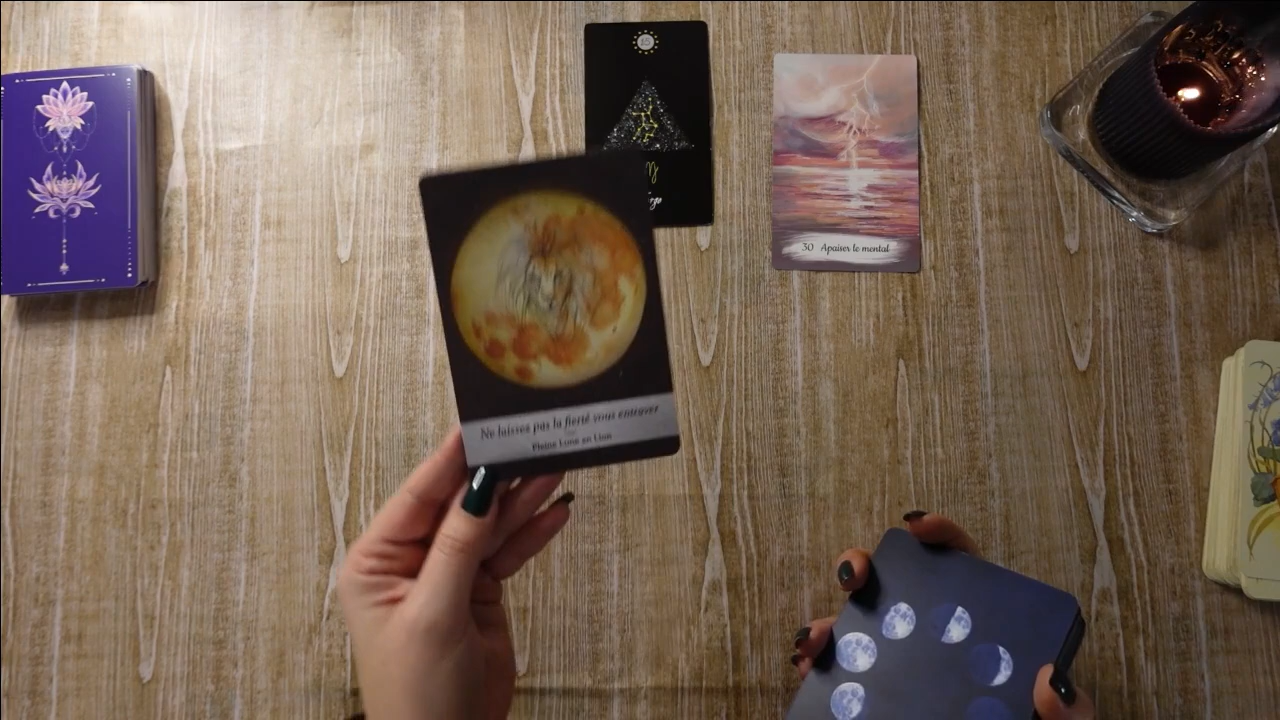 30 Apaiser le mental
Ne laissez pas la fierté vous entraver
Pleine Lune en Lion